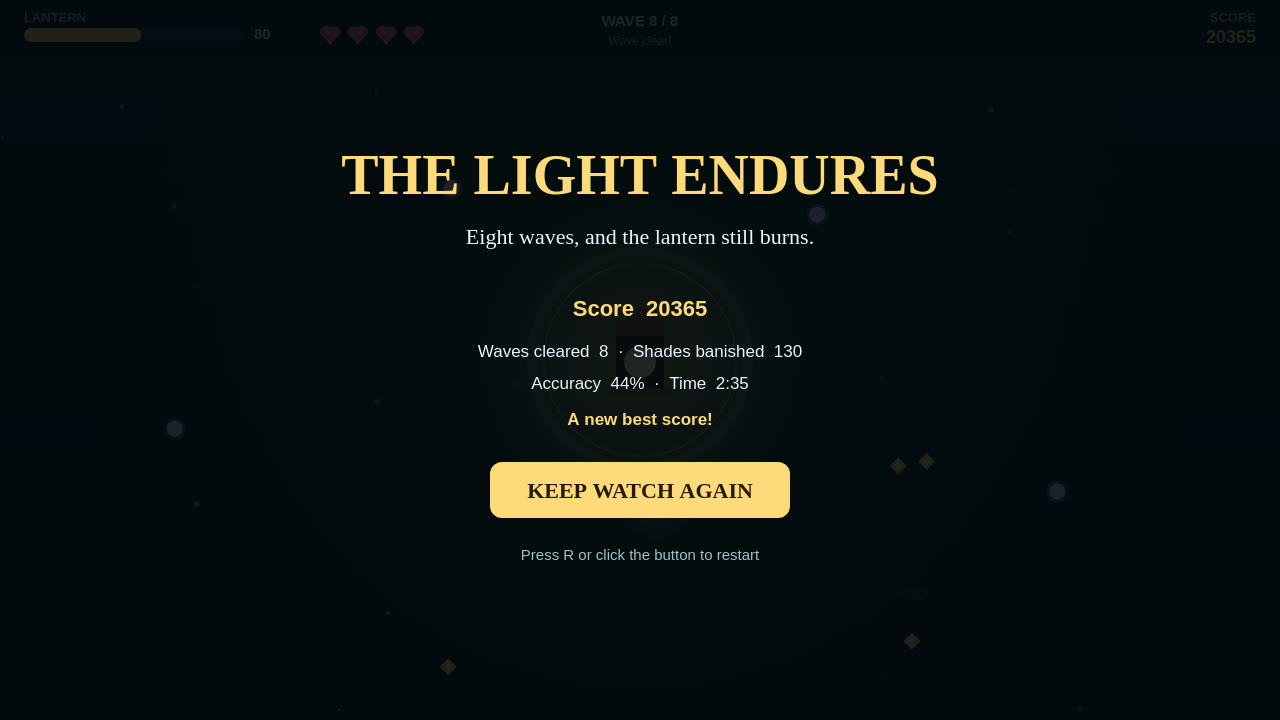 LANTERN
80
WAVE 8 / 8
Wave clear!
SCORE
20365
THE LIGHT ENDURES
Eight waves, and the lantern still burns.
Score 20365
Waves cleared 8 · Shades banished 130
Accuracy 44% · Time 2:35
A new best score!
KEEP WATCH AGAIN
Press R or click the button to restart